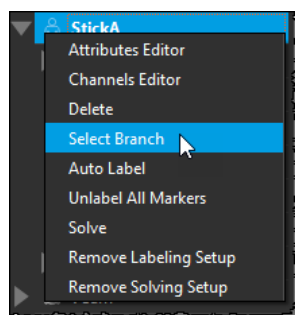 StickA
Attributes Editor
Channels Editor
Delete
Select Branch
Auto Label
Unlabel All Markers
Solve
Remove Labeling Setup
Remove Solving Setup